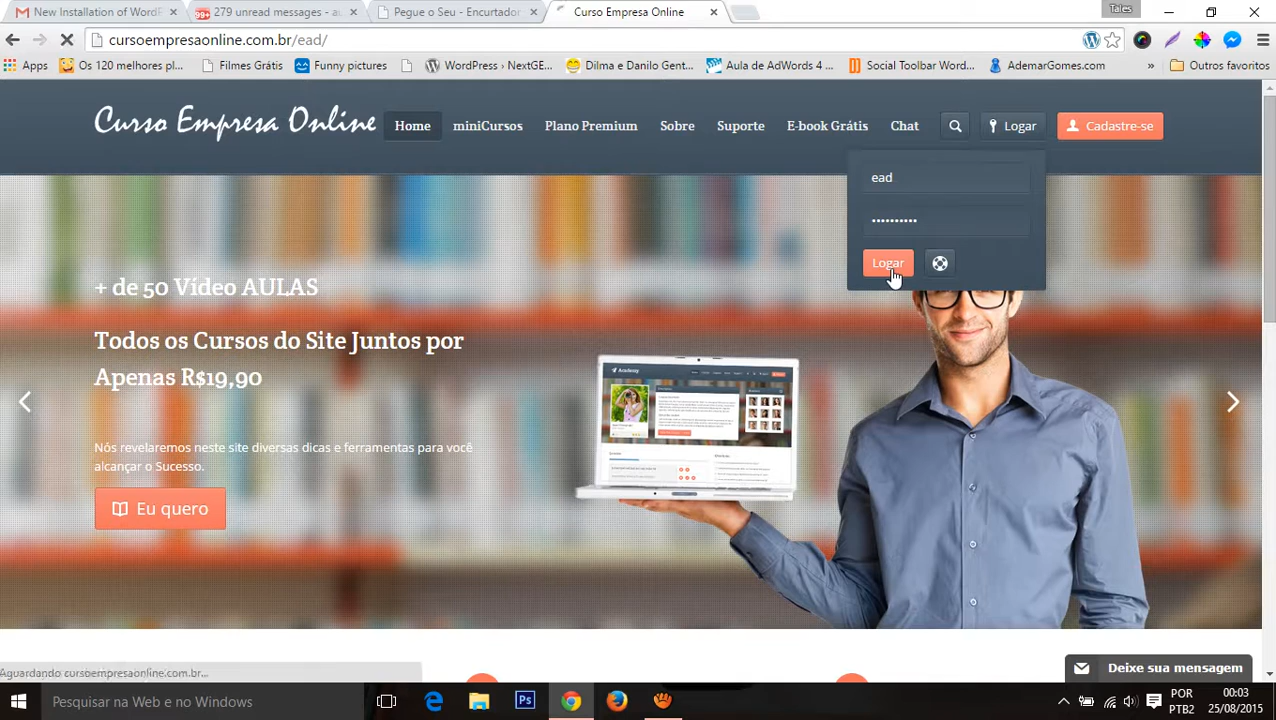 New Installation of WordP
279 unread messages - au
Pegue o Seu - Encurtador
Curso Empresa Online
Tales
cursoempresaonline.com.br/ead/
Apps
Os 120 melhores pl...
Filmes Grátis
Funny pictures
WordPress › NextGE...
Dilma e Danilo Gent...
Aula de AdWords 4 ...
Social Toolbar Wor...
AdemarGomes.com
»
Outros favoritos
Curso Empresa Online
Home
miniCursos
Plano Premium
Sobre
Suporte
E-book Grátis
Chat
Logar
Cadastre-se
ead
••••••••••
Logar
+ de 50 Vídeo AULAS
Todos os Cursos do Site Juntos por
Apenas R$19,90
Nós revelaremos neste site diversas dicas e ferramentas para você
alcançar o Sucesso.
Eu quero
Academy
Deixe sua mensagem
Aguardando cursoempresaonline.com.br...
Pesquisar na Web e no Windows
POR
PTB2
00:03
25/08/2015